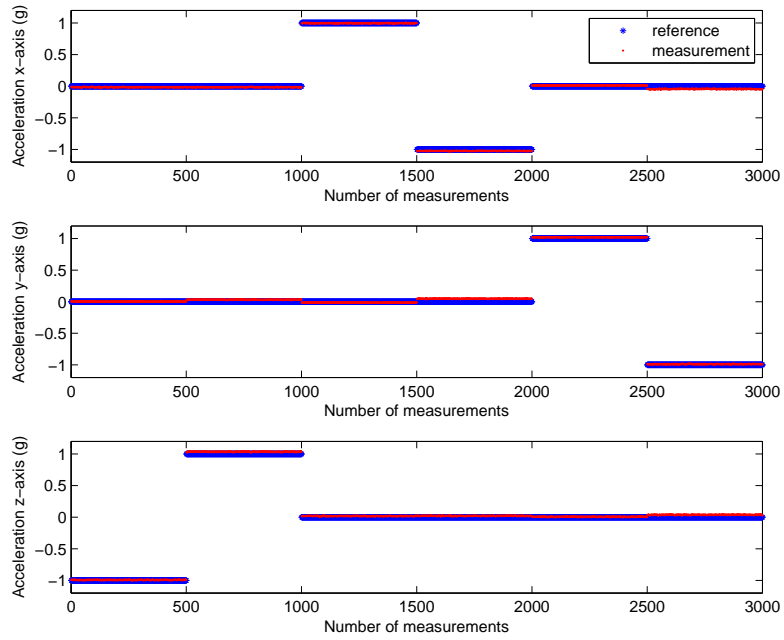 1
0.5
0
−0.5
−1
Acceleration x−axis (g)
reference
measurement
0 500 1000 1500 2000 2500 3000
Number of measurements
1
0.5
0
−0.5
−1
Acceleration y−axis (g)
0 500 1000 1500 2000 2500 3000
Number of measurements
1
0.5
0
−0.5
−1
Acceleration z−axis (g)
0 500 1000 1500 2000 2500 3000
Number of measurements